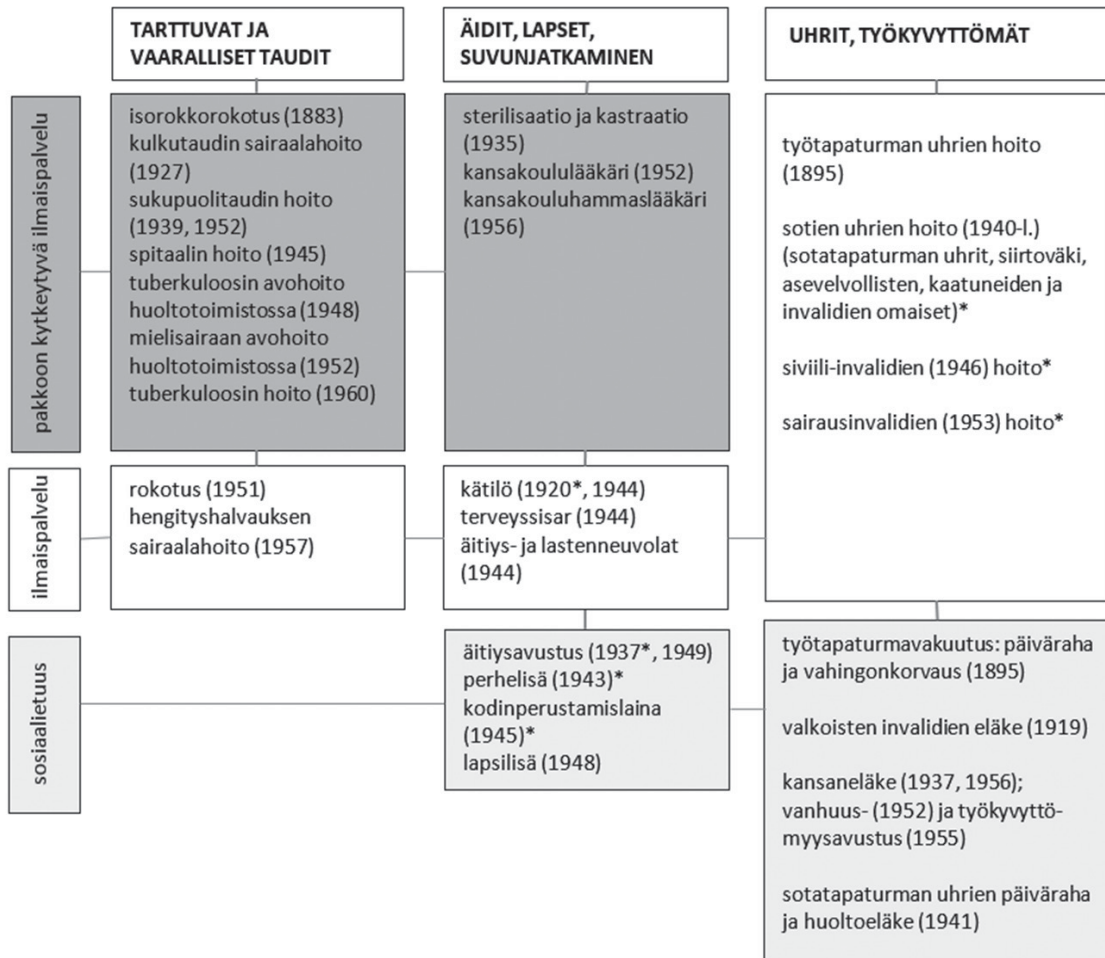 TARTTUVAT JA
VAARALLISET TAUDIT
ÄIDIT, LAPSET,
SUVUNJATKAMINEN
UHRIT, TYÖKYVYTTÖMÄT
pakkoon kytkeytyvä ilmaispalvelu
isorokkorokotus (1883)
kulkutaudin sairaalahoito
(1927)
sukupuolitaudin hoito
(1939, 1952)
spitaalin hoito (1945)
tuberkuloosin avohoito
huoltotoimistossa (1948)
mielisairaan avohoito
huoltotoimistossa (1952)
tuberkuloosin hoito (1960)
sterilisaatio ja kastraatio
(1935)
kansakoululääkäri (1952)
kansakouluhammaslääkäri
(1956)
työtapaturman uhrien hoito
(1895)
sotien uhrien hoito (1940-l.)
(sotatapaturman uhrit, siirtoväki,
asevelvollisten, kaatuneiden ja
invalidien omaiset)*
siviili-invalidien (1946) hoito*
sairausinvalidien (1953) hoito*
ilmaispalvelu
rokotus (1951)
hengityshalvauksen
sairaalahoito (1957)
kätilö (1920*, 1944)
terveyssisar (1944)
äitiys- ja lastenneuvolat
(1944)
sosiaalietuus
äitiysavustus (1937*, 1949)
perhelisä (1943)*
kodinperustamislaina
(1945)*
lapsilisä (1948)
työtapaturmavakuutus: päiväraha
ja vahingonkorvaus (1895)
valkoisten invalidien eläke (1919)
kansaneläke (1937, 1956);
vanhuus- (1952) ja työkyvyttö-
myysavustus (1955)
sotatapaturman uhrien päiväraha
ja huoltoeläke (1941)